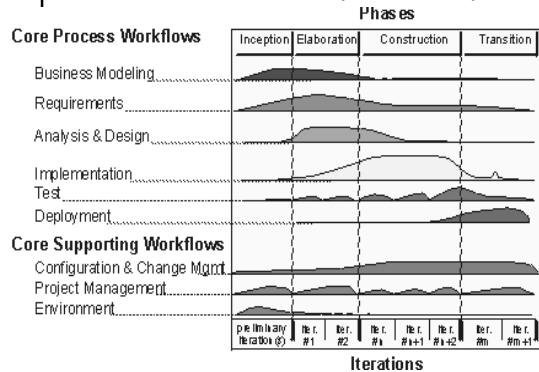 Phases
Core Process Workflows
Inception Elaboration Construction Transition
Business Modeling
Requirements
Analysis & Design
Implementation
Test
Deployment
Core Supporting Workflows
Configuration & Change Mgmt
Project Management
Environment
preliminary iteration(s)
Iter. #1
Iter. #2
Iter. #n
Iter. #n+1
Iter. #n+2
Iter. #m
Iter. #m+1
Iterations